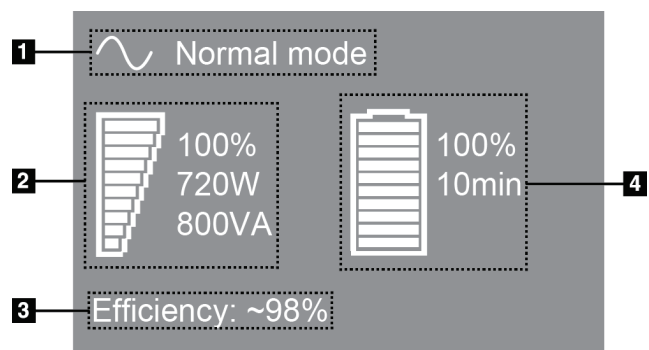 1 Normal mode
2
100%
720W
800VA
100%
10min
4
3 Efficiency: ~98%